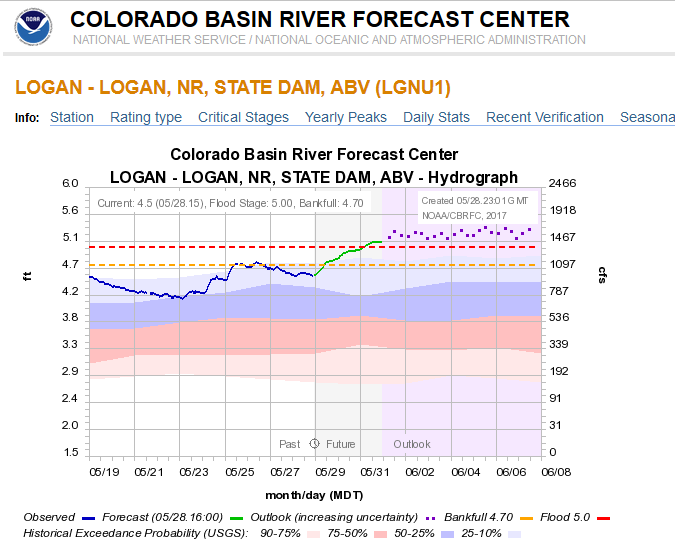 NOAA
COLORADO BASIN RIVER FORECAST CENTER
NATIONAL WEATHER SERVICE / NATIONAL OCEANIC AND ATMOSPHERIC ADMINISTRATION
LOGAN - LOGAN, NR, STATE DAM, ABV (LGNU1)
Info: Station Rating type Critical Stages Yearly Peaks Daily Stats Recent Verification Seasona
Colorado Basin River Forecast Center
LOGAN - LOGAN, NR, STATE DAM, ABV - Hydrograph
6.0 2466
Current: 4.5 (05/28.15), Flood Stage: 5.00, Bankfull: 4.70 Created 05/28.23:01 GMT
5.6 NOAA/CBRFC, 2017 1918
5.1 1467
4.7 1097
ft cfs
4.2 787
3.8 536
3.3 339
2.9 192
2.4 91
2.0 31
Past Future Outlook
1.5 0
05/19 05/21 05/23 05/25 05/27 05/29 05/31 06/02 06/04 06/06 06/08
month/day (MDT)
Observed Forecast (05/28.16:00) Outlook (increasing uncertainty) Bankfull 4.70 Flood 5.0
Historical Exceedance Probability (USGS): 90-75% 75-50% 50-25% 25-10%